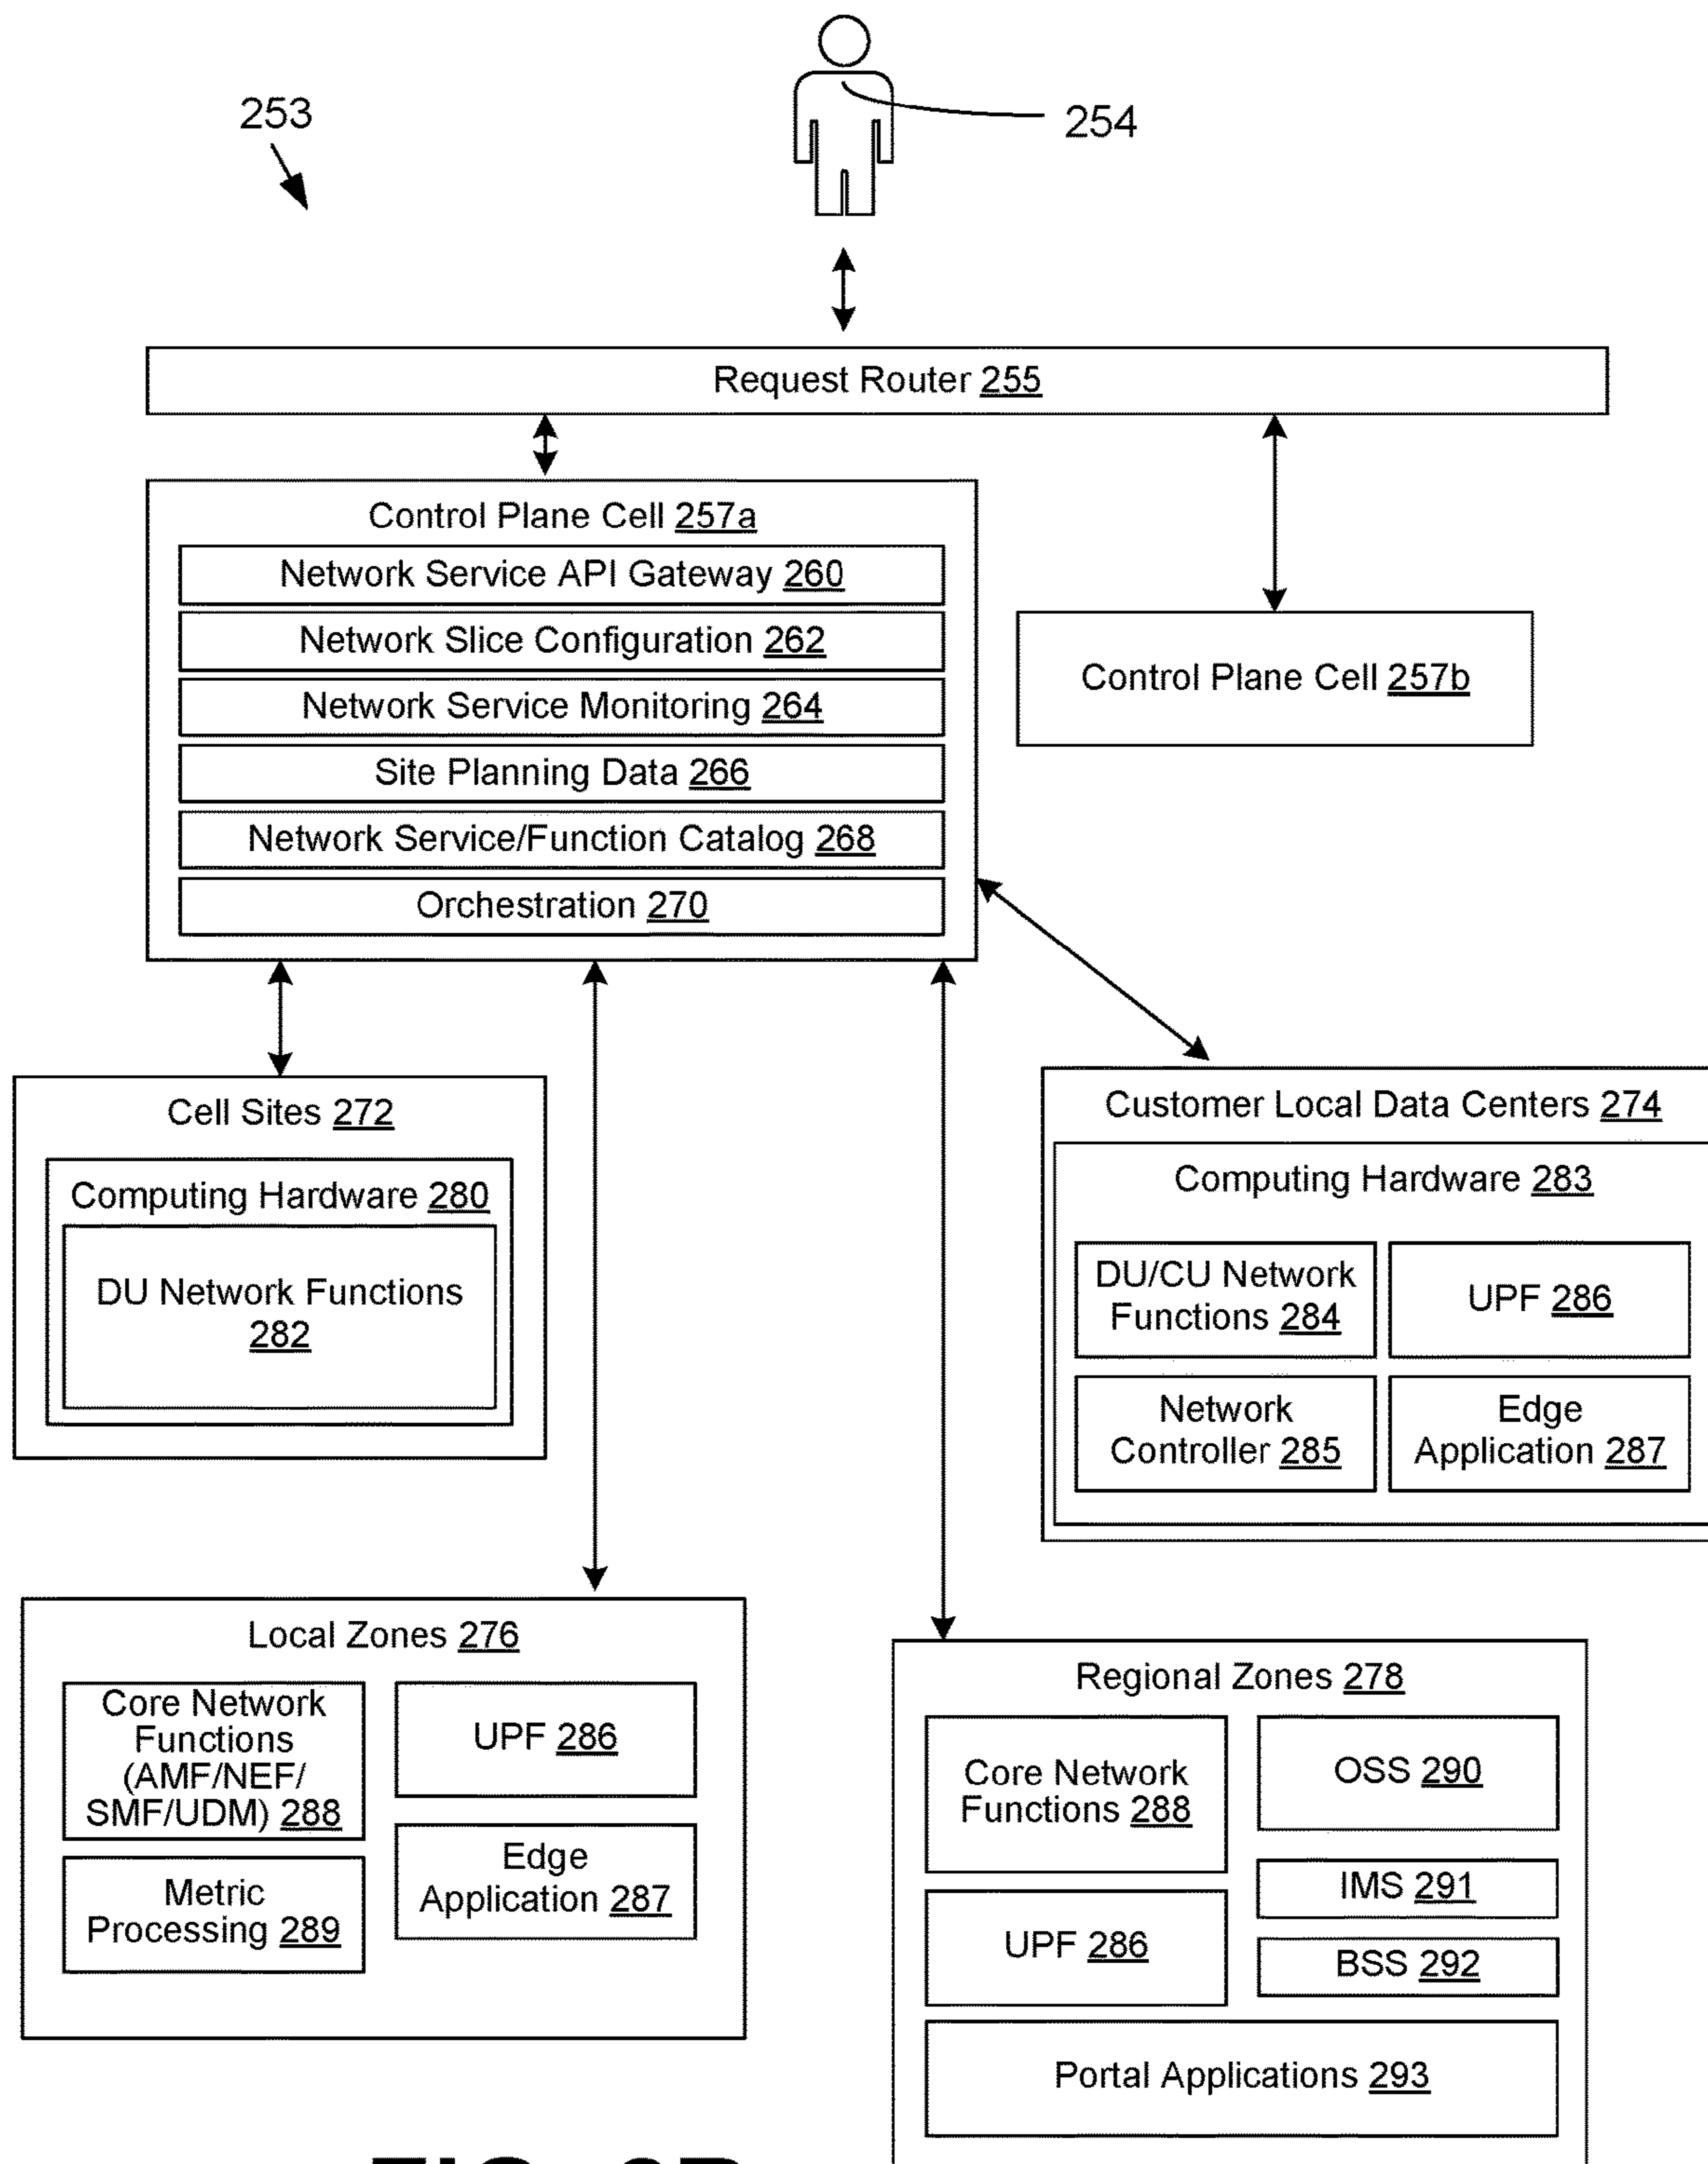 253
254
Request Router 255
Control Plane Cell 257a
Network Service API Gateway 260
Network Slice Configuration 262
Network Service Monitoring 264
Site Planning Data 266
Network Service/Function Catalog 268
Orchestration 270
Control Plane Cell 257b
Cell Sites 272
Computing Hardware 280
DU Network Functions
282
Customer Local Data Centers 274
Computing Hardware 283
DU/CU Network
Functions 284
UPF 286
Network
Controller 285
Edge
Application 287
Local Zones 276
Core Network
Functions
(AMF/NEF/
SMF/UDM) 288
UPF 286
Metric
Processing 289
Edge
Application 287
Regional Zones 278
Core Network
Functions 288
OSS 290
IMS 291
UPF 286
BSS 292
Portal Applications 293